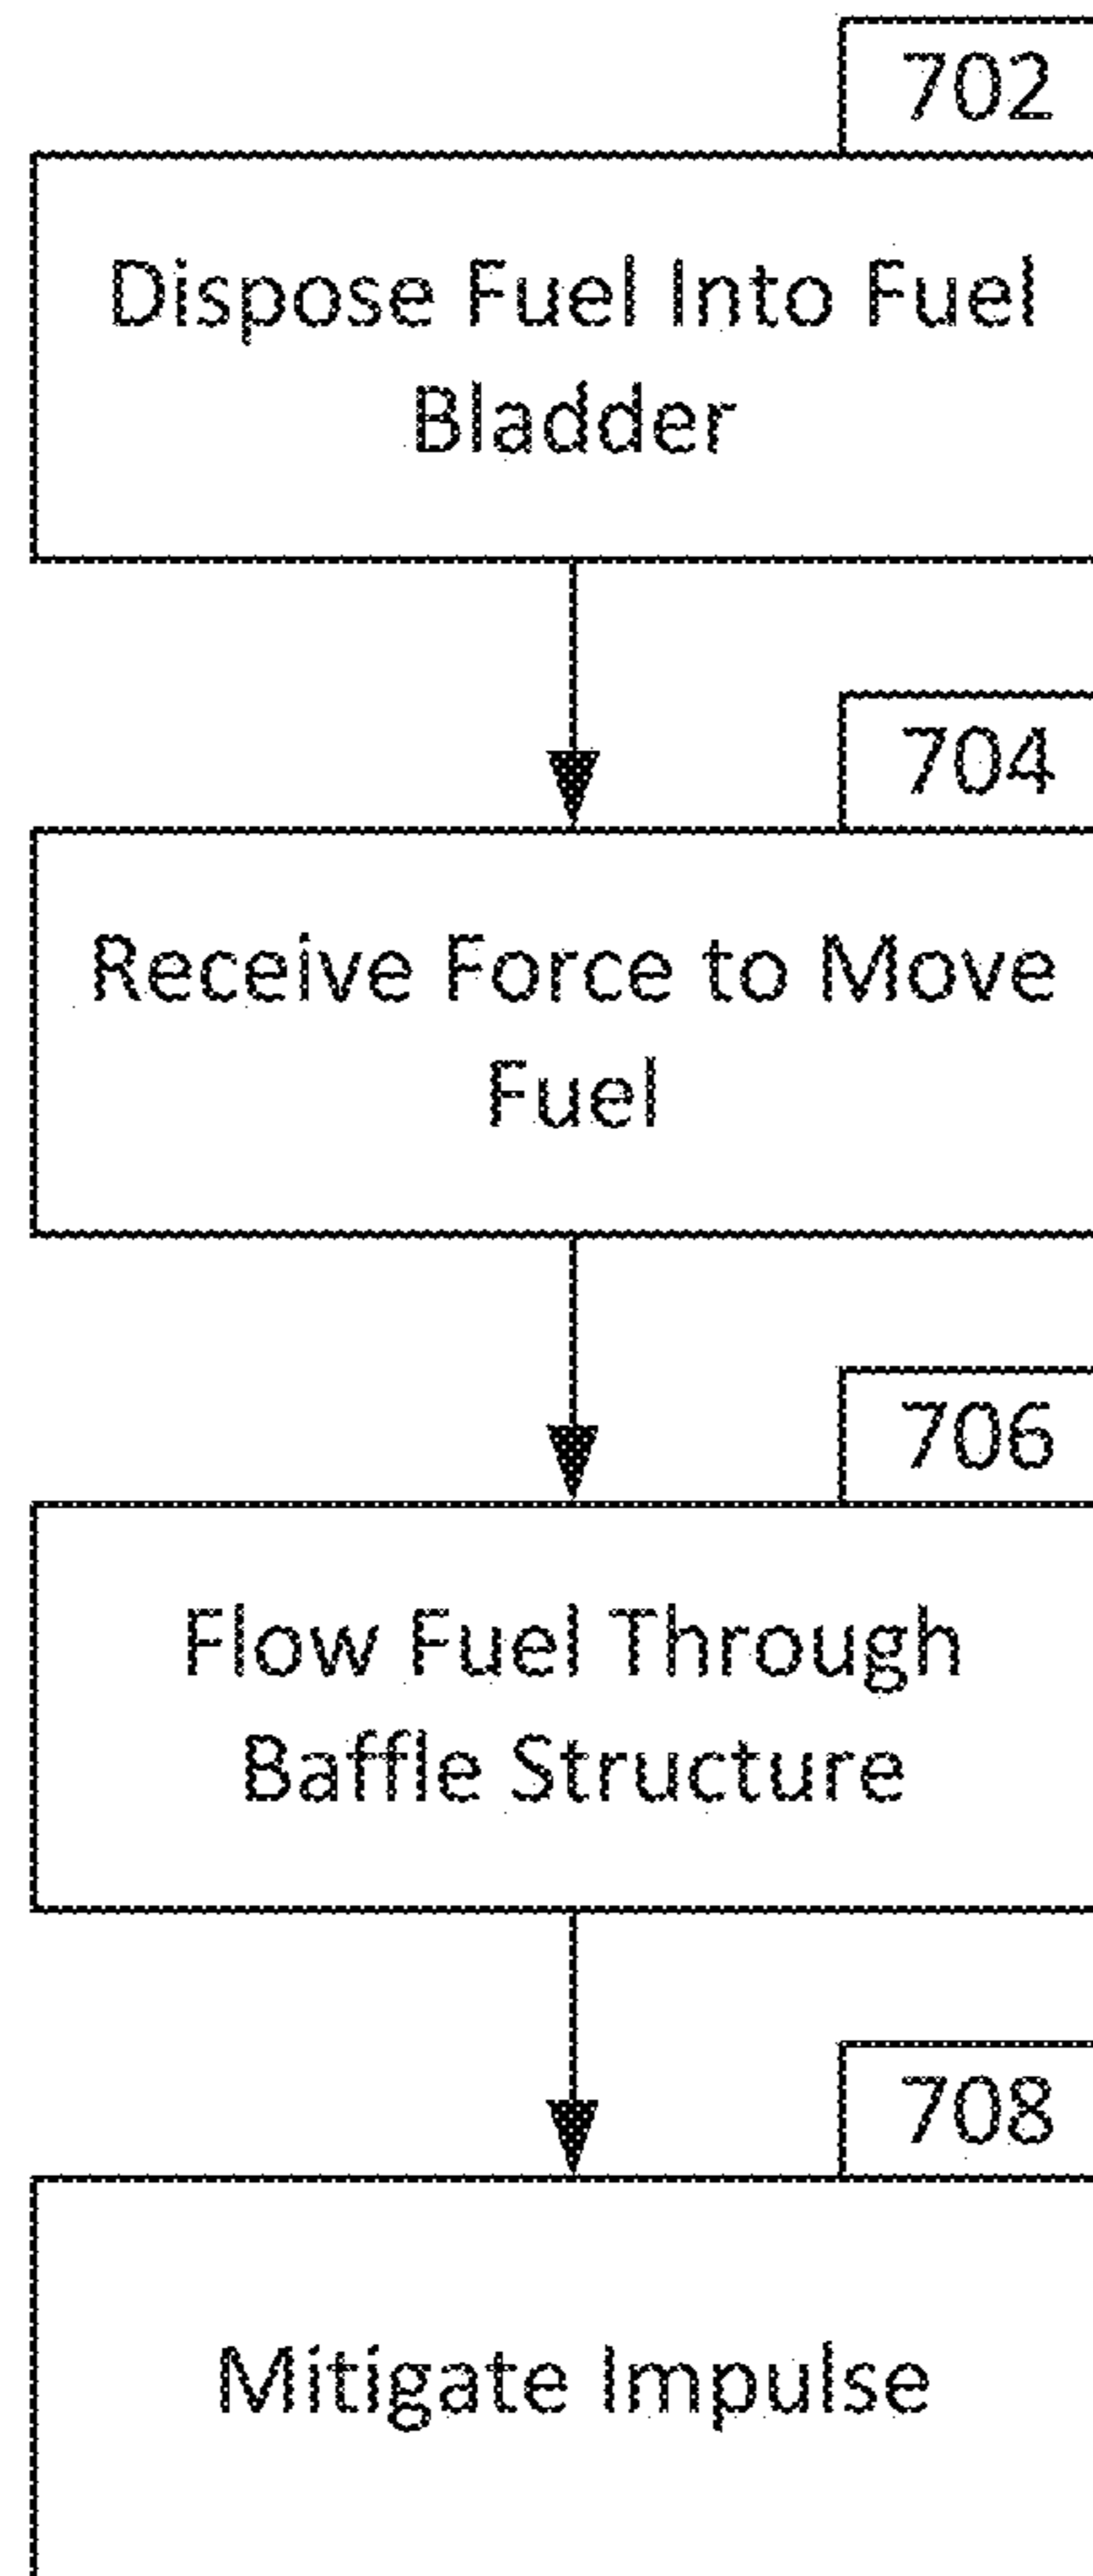 702
Dispose Fuel Into Fuel
Bladder
704
Receive Force to Move
Fuel
706
Flow Fuel Through
Baffle Structure
708
Mitigate Impulse